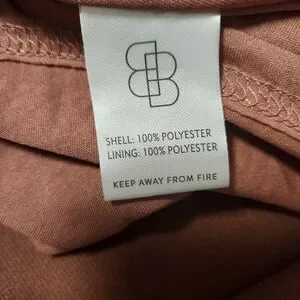 SHELL: 100% POLYESTER
LINING: 100% POLYESTER
KEEP AWAY FROM FIRE